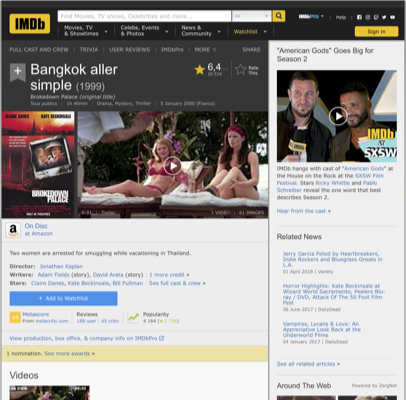 IMDb
Find Movies, TV shows, Celebrities and more...
All
IMDbPro
Help
Movies, TV & Showtimes
Celebs, Events & Photos
News & Community
Watchlist
Sign in
FULL CAST AND CREW | TRIVIA | USER REVIEWS | IMDbPro | MORE
SHARE
Bangkok aller simple (1999)
Brokedown Palace (original title)
Tous publics | 1h 40min | Drama, Mystery, Thriller | 5 January 2000 (France)
6,4
Rate This
CLAIRE DANES KATE BECKINSALE
BROKEDOWN PALACE
Trailer
1 VIDEO | 61 IMAGES
On Disc
at Amazon
Two women are arrested for smuggling while vacationing in Thailand.
Director: Jonathan Kaplan
Writers: Adam Fields (story), David Arata (story) | 1 more credit »
Stars: Claire Danes, Kate Beckinsale, Bill Pullman | See full cast & crew »
+ Add to Watchlist
Metascore
From metacritic.com
Reviews
188 user | 45 critic
Popularity
View production, box office, & company info on IMDbPro
1 nomination. See more awards »
Videos
"American Gods" Goes Big for Season 2
IMDb
AT
SXSW
IMDb hangs with cast of "American Gods" at the House on the Rock at the SXSW Film Festival. Stars Ricky Whittle and Pablo Schreiber reveal the one word that best describes Season 2.
Hear from the cast »
Related News
Jerry Garcia Feted by Heartbreakers, Indie Rockers and Bluegrass Greats in L.A.
01 April 2018 | Variety
Horror Highlights: Kate Beckinsale at Wizard World Sacramento, Peelers Blu-ray / DVD, Attack Of The 50 Foot Film Fest
06 June 2017 | DailyDead
Vampires, Lycans & Love: An Appreciative Look Back at the Underworld Films
04 January 2017 | DailyDead
See all related articles »
Around The Web | Powered by ZergNet